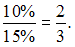 10%/15% = 2/3.